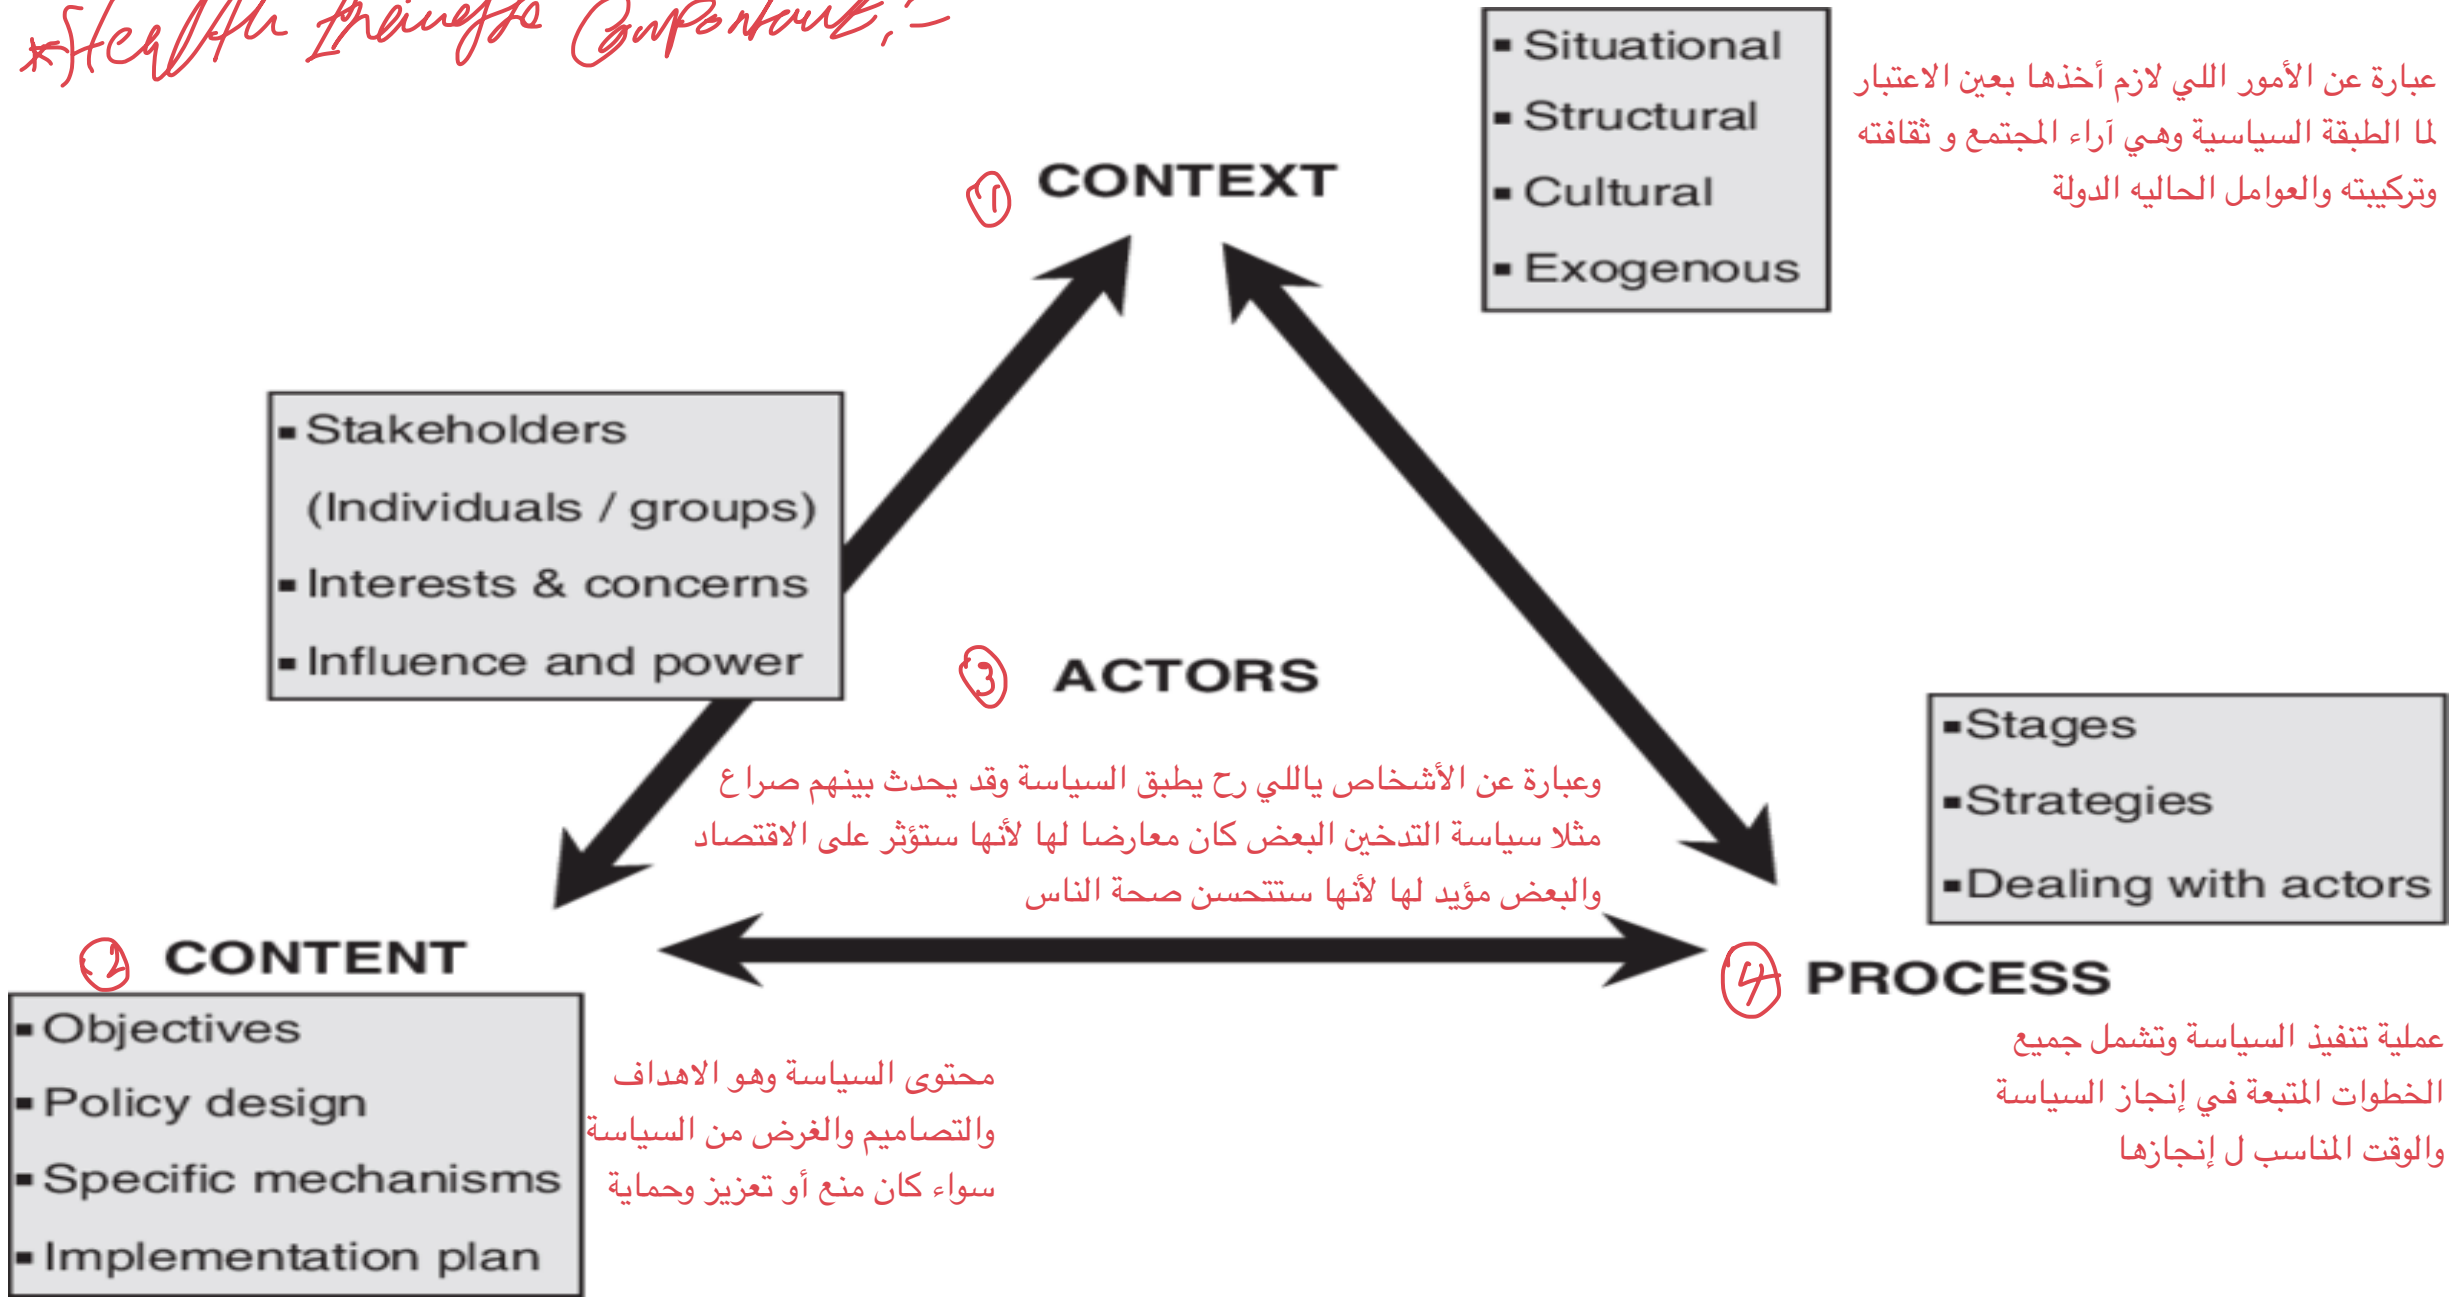 CONTEXT
▪ Situational
▪ Structural
▪ Cultural
▪ Exogenous
عبارة عن الأمور اللي لازم أخذها بعين الاعتبار
لما الطبقة السياسية وهي آراء المجتمع و ثقافته
وتركيبته والعوامل الحاليه الدولة
1
▪ Stakeholders
(Individuals / groups)
▪ Interests & concerns
▪ Influence and power
3
ACTORS
وعبارة عن الأشخاص ياللي رح يطبق السياسة وقد يحدث بينهم صراع
مثلا سياسة التدخين البعض كان معارضا لها لأنها ستؤثر على الاقتصاد
والبعض مؤيد لها لأنها ستتحسن صحة الناس
▪ Stages
▪ Strategies
▪ Dealing with actors
2
CONTENT
▪ Objectives
▪ Policy design
▪ Specific mechanisms
▪ Implementation plan
محتوى السياسة وهو الاهداف
والتصاميم والغرض من السياسة
سواء كان منع أو تعزيز وحماية
4
PROCESS
عملية تنفيذ السياسة وتشمل جميع
الخطوات المتبعة في إنجاز السياسة
والوقت المناسب ل إنجازها